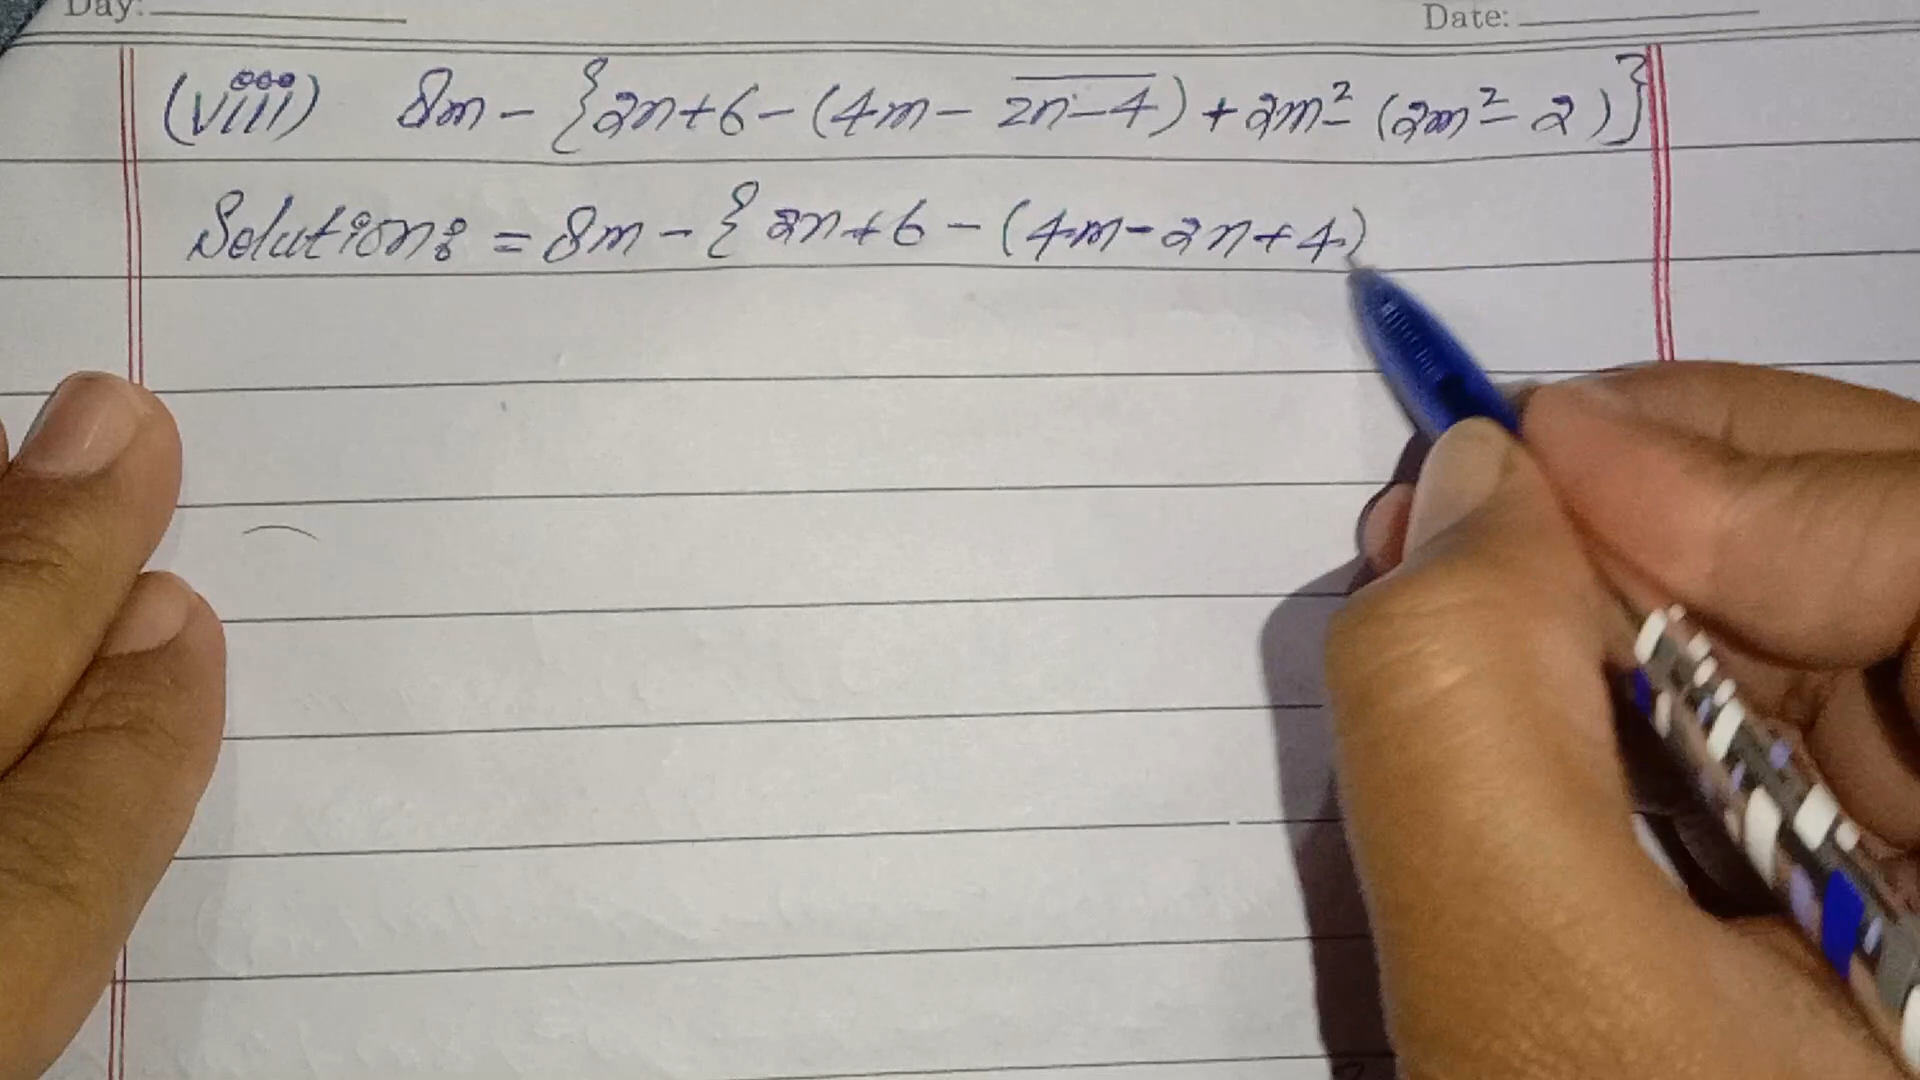 Day: Date:
(viii) 8m - {2n+6-(4m- 2n-4) + 2m² - (2m² - 2)}
Solution: = 8m - { 2n+6 - (4m-2n+4)